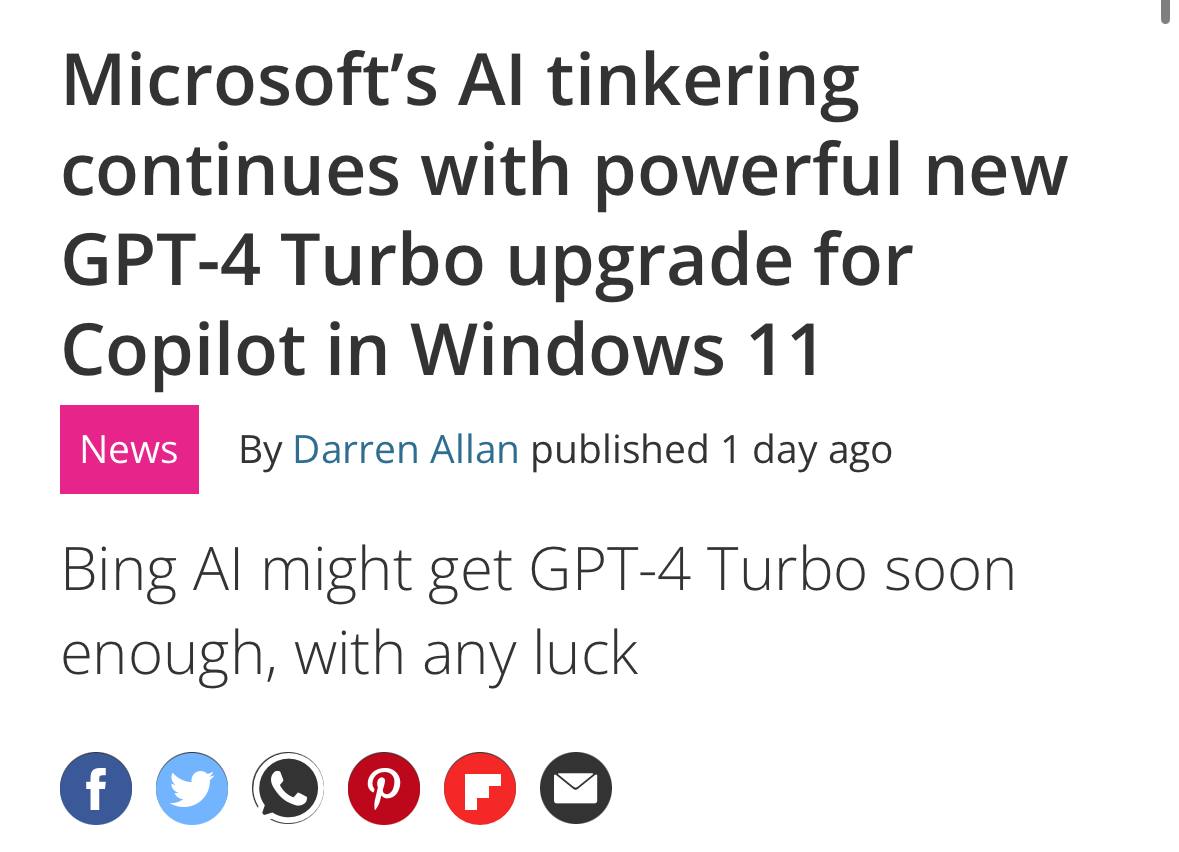 Microsoft’s AI tinkering
continues with powerful new
GPT-4 Turbo upgrade for
Copilot in Windows 11
News By Darren Allan published 1 day ago
Bing AI might get GPT-4 Turbo soon
enough, with any luck